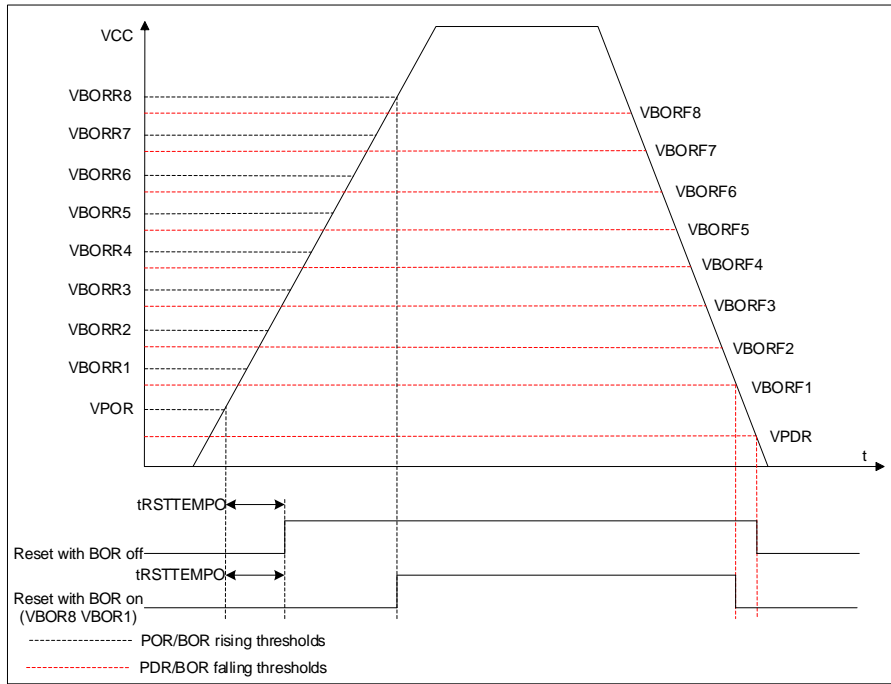 VCC
VBORR8
VBORF8
VBORR7
VBORF7
VBORR6
VBORF6
VBORR5
VBORF5
VBORR4
VBORF4
VBORR3
VBORF3
VBORR2
VBORF2
VBORR1
VBORF1
VPOR
VPDR
t
tRSTTEMPO
Reset with BOR off
tRSTTEMPO
Reset with BOR on
(VBOR8 VBOR1)
POR/BOR rising thresholds
PDR/BOR falling thresholds